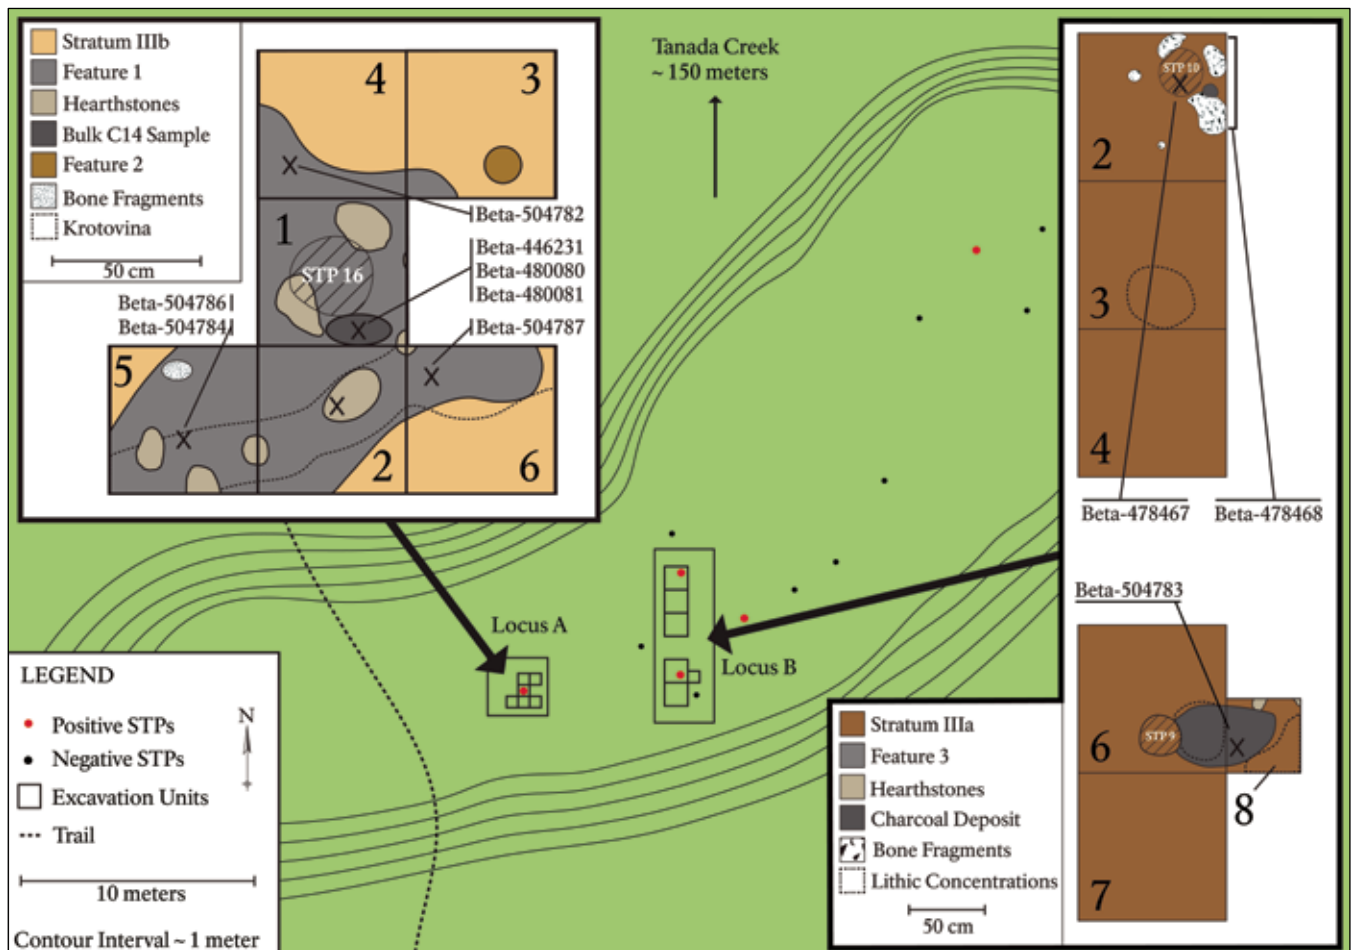 Stratum IIIb
Feature 1
Hearthstones
Bulk C14 Sample
Feature 2
Bone Fragments
Krotovina
50 cm
4
3
1
STP 16
5
2
6
Beta-504782
Beta-446231
Beta-480080
Beta-480081
Beta-504787
Beta-504786
Beta-504784
Tanada Creek
~ 150 meters
STP 10
2
3
4
Beta-478467
Beta-478468
Beta-504783
STP 9
6
8
7
Locus A
Locus B
LEGEND
Positive STPs
Negative STPs
Excavation Units
Trail
N
10 meters
Contour Interval ~ 1 meter
Stratum IIIa
Feature 3
Hearthstones
Charcoal Deposit
Bone Fragments
Lithic Concentrations
50 cm